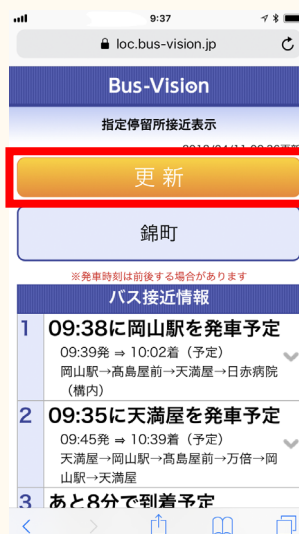 9:37
loc.bus-vision.jp
Bus-Vision
指定停留所接近表示
更新
錦町
※発車時刻は前後する場合があります
バス接近情報
1 09:38に岡山駅を発車予定
09:39発 ⇒ 10:02着（予定）
岡山駅→髙島屋前→天満屋→日赤病院
（構内）
2 09:35に天満屋を発車予定
09:45発 ⇒ 10:39着（予定）
天満屋→岡山駅→髙島屋前→万倍→岡
山駅→天満屋
3 あと8分で到着予定